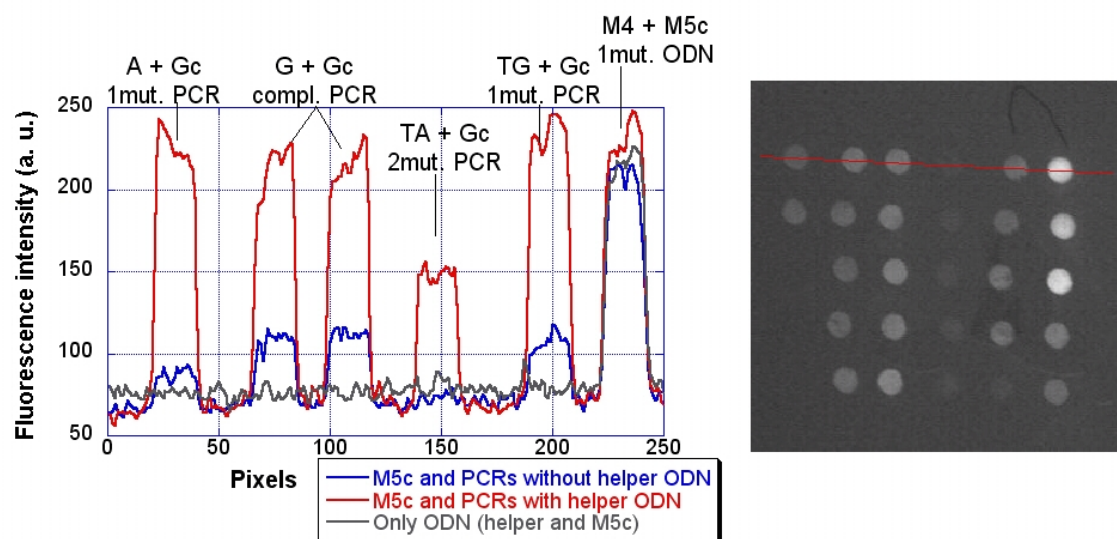 M4 + M5c
1mut. ODN
A + Gc
1mut. PCR
G + Gc
compl. PCR
TG + Gc
1mut. PCR
TA + Gc
2mut. PCR
Fluorescence intensity (a. u.)
250
200
150
100
50
0 50 100 150 200 250
Pixels
M5c and PCRs without helper ODN
M5c and PCRs with helper ODN
Only ODN (helper and M5c)